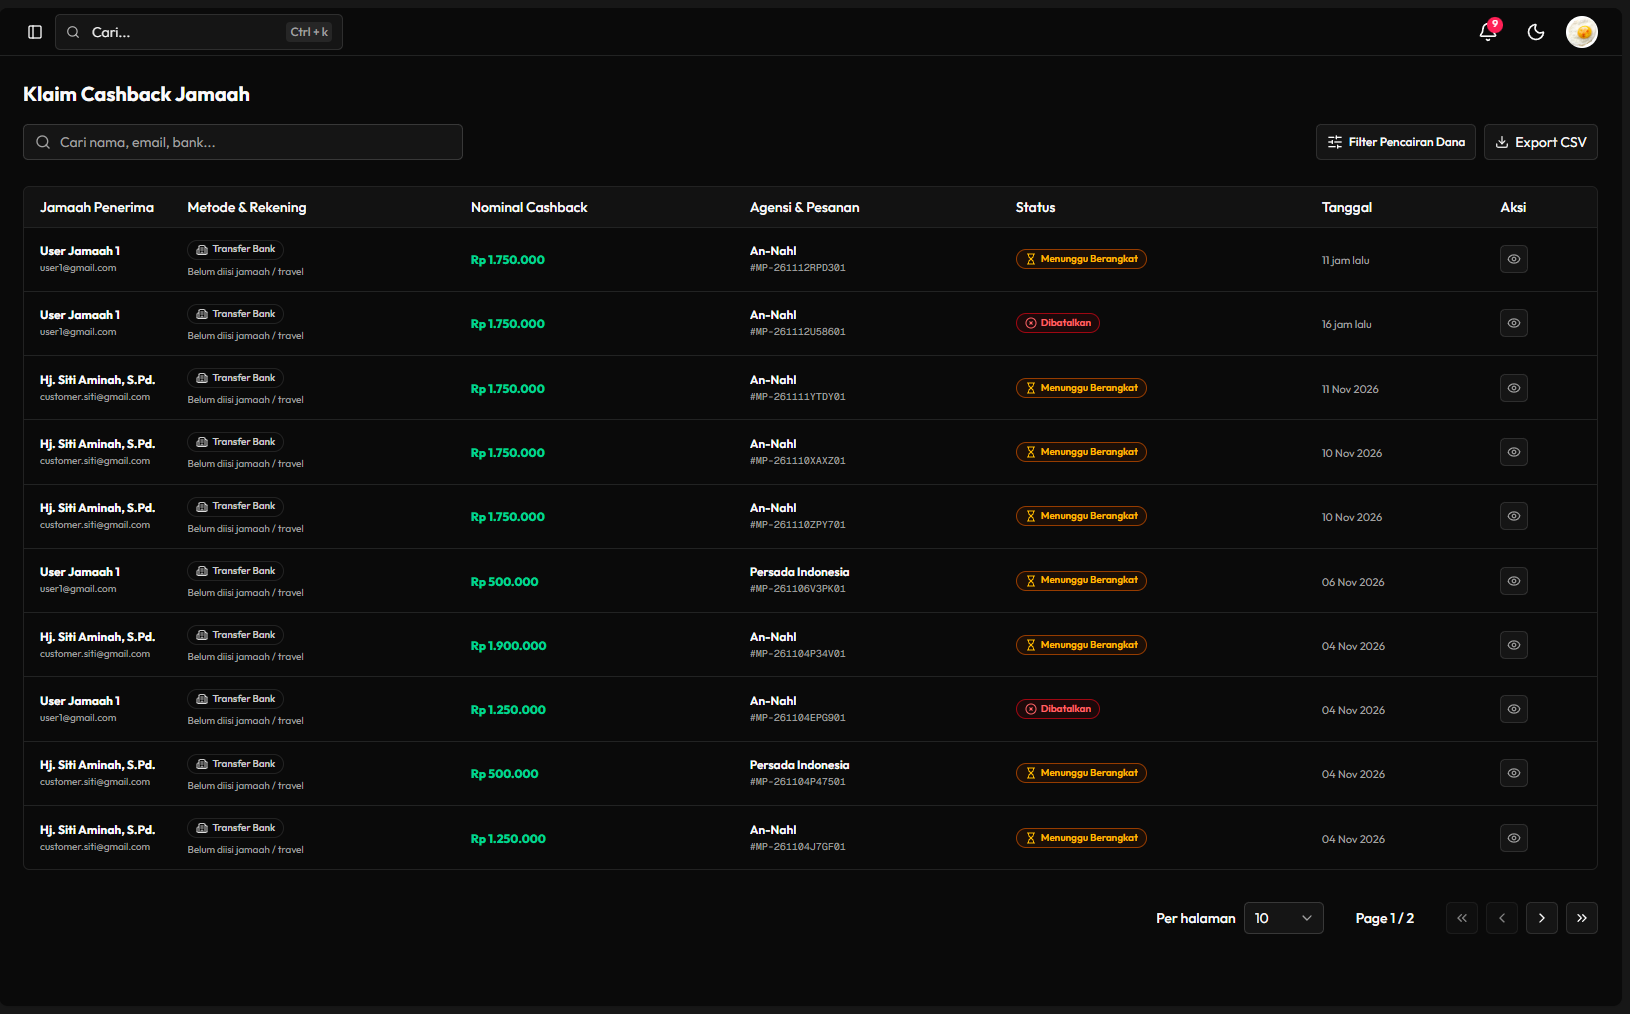 Cari...
Ctrl + k
9
Klaim Cashback Jamaah
Cari nama, email, bank...
Filter Pencairan Dana
Export CSV
Jamaah Penerima Metode & Rekening Nominal Cashback Agensi & Pesanan Status Tanggal Aksi
User Jamaah 1 Transfer Bank Rp 1.750.000 An-Nahl Menunggu Berangkat 11 jam lalu
user1@gmail.com Belum diisi jamaah / travel #MP-261112RPD301
User Jamaah 1 Transfer Bank Rp 1.750.000 An-Nahl Dibatalkan 16 jam lalu
user1@gmail.com Belum diisi jamaah / travel #MP-261112U58601
Hj. Siti Aminah, S.Pd. Transfer Bank Rp 1.750.000 An-Nahl Menunggu Berangkat 11 Nov 2026
customer.siti@gmail.com Belum diisi jamaah / travel #MP-261111YTDY01
Hj. Siti Aminah, S.Pd. Transfer Bank Rp 1.750.000 An-Nahl Menunggu Berangkat 10 Nov 2026
customer.siti@gmail.com Belum diisi jamaah / travel #MP-261110XAXZ01
Hj. Siti Aminah, S.Pd. Transfer Bank Rp 1.750.000 An-Nahl Menunggu Berangkat 10 Nov 2026
customer.siti@gmail.com Belum diisi jamaah / travel #MP-261110ZPY701
User Jamaah 1 Transfer Bank Rp 500.000 Persada Indonesia Menunggu Berangkat 06 Nov 2026
user1@gmail.com Belum diisi jamaah / travel #MP-261106V3PK01
Hj. Siti Aminah, S.Pd. Transfer Bank Rp 1.900.000 An-Nahl Menunggu Berangkat 04 Nov 2026
customer.siti@gmail.com Belum diisi jamaah / travel #MP-261104P34V01
User Jamaah 1 Transfer Bank Rp 1.250.000 An-Nahl Dibatalkan 04 Nov 2026
user1@gmail.com Belum diisi jamaah / travel #MP-261104EPG901
Hj. Siti Aminah, S.Pd. Transfer Bank Rp 500.000 Persada Indonesia Menunggu Berangkat 04 Nov 2026
customer.siti@gmail.com Belum diisi jamaah / travel #MP-261104P47501
Hj. Siti Aminah, S.Pd. Transfer Bank Rp 1.250.000 An-Nahl Menunggu Berangkat 04 Nov 2026
customer.siti@gmail.com Belum diisi jamaah / travel #MP-261104J7GF01
Per halaman 10 Page 1 / 2